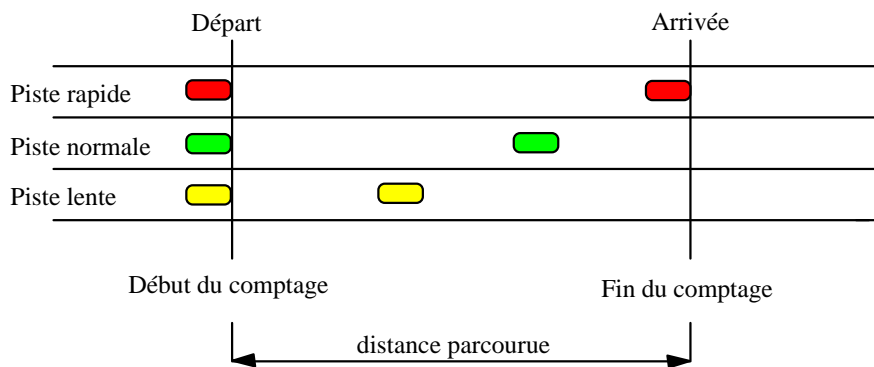 Départ
Arrivée
Piste rapide
Piste normale
Piste lente
Début du comptage
Fin du comptage
distance parcourue